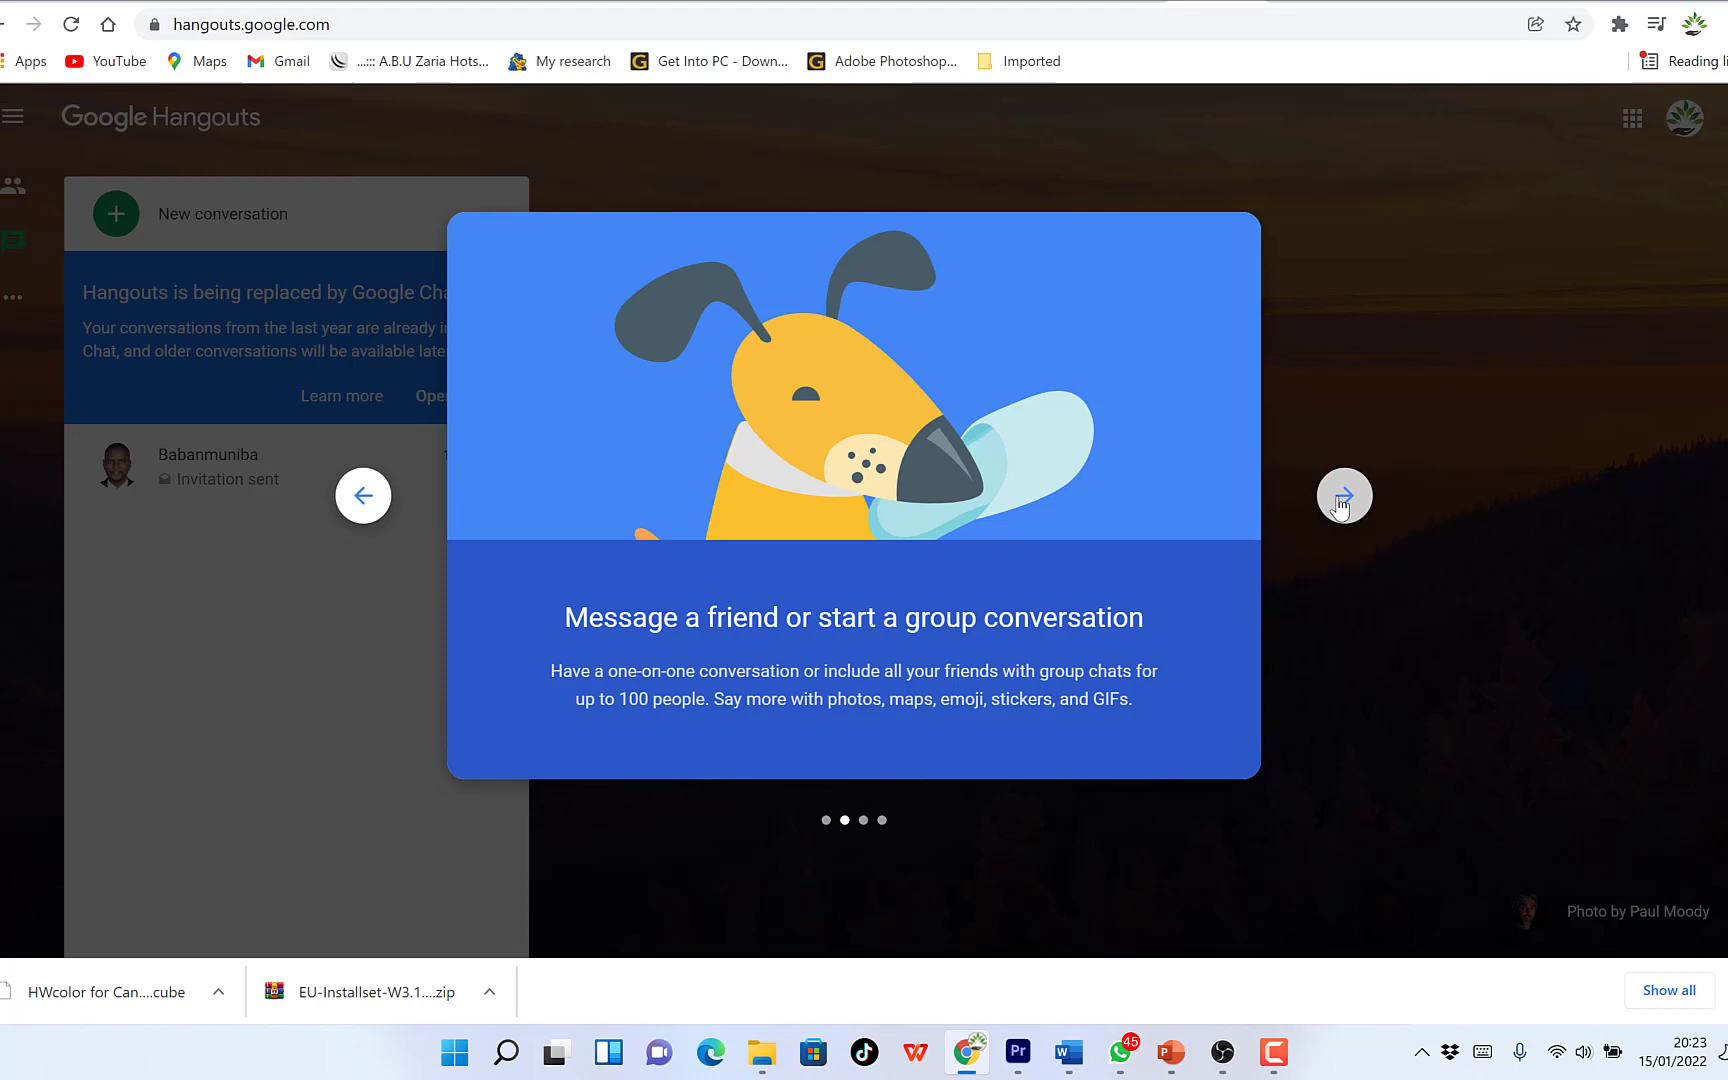 hangouts.google.com
Apps YouTube Maps Gmail ...::: A.B.U Zaria Hots... My research Get Into PC - Down... Adobe Photoshop... Imported Reading li
Google Hangouts
New conversation
Hangouts is being replaced by Google Cha
Your conversations from the last year are already in
Chat, and older conversations will be available late
Learn more Ope
Babanmuniba 1
Invitation sent
Message a friend or start a group conversation
Have a one-on-one conversation or include all your friends with group chats for
up to 100 people. Say more with photos, maps, emoji, stickers, and GIFs.
Photo by Paul Moody
HWcolor for Can....cube EU-Installset-W3.1....zip Show all
W Pr W 45 P C
20:23
15/01/2022